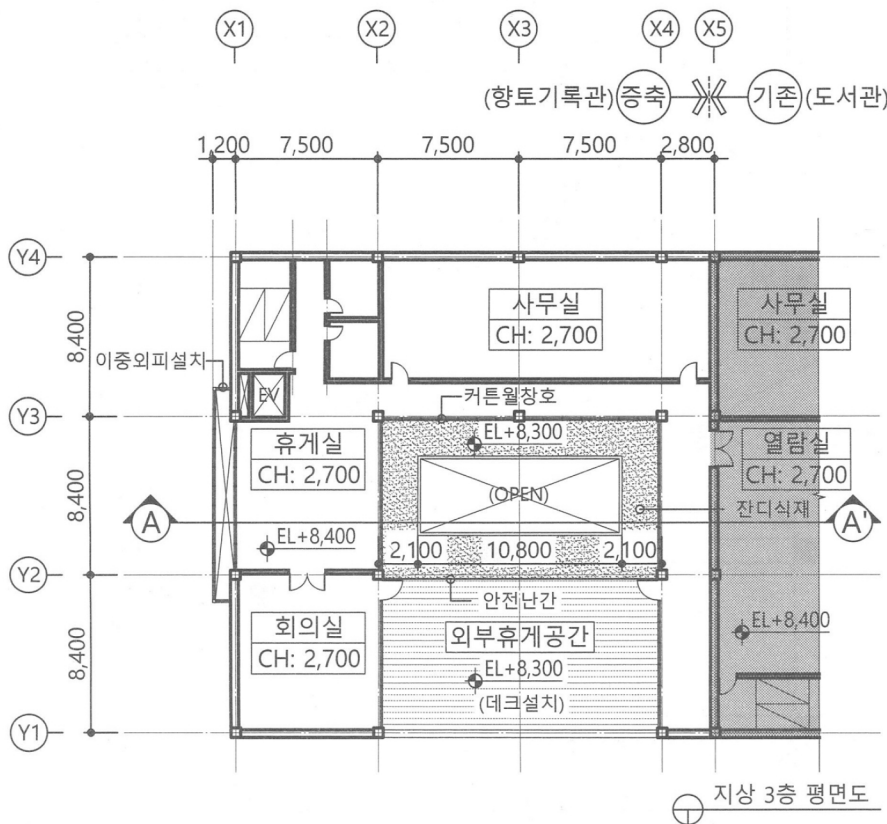 X1 X2 X3 X4 X5
(향토기록관) 증축 기존 (도서관)
1,200 7,500 7,500 7,500 2,800
Y4
사무실
CH: 2,700
사무실
CH: 2,700
8,400
이중외피설치
EV
커튼월창호
Y3
EL+8,300
휴게실
CH: 2,700
열람실
CH: 2,700
(OPEN)
8,400
잔디식재
A
A'
EL+8,400
2,100 10,800 2,100
Y2
안전난간
회의실
CH: 2,700
외부휴게공간
EL+8,400
8,400
EL+8,300
(데크설치)
Y1
지상 3층 평면도